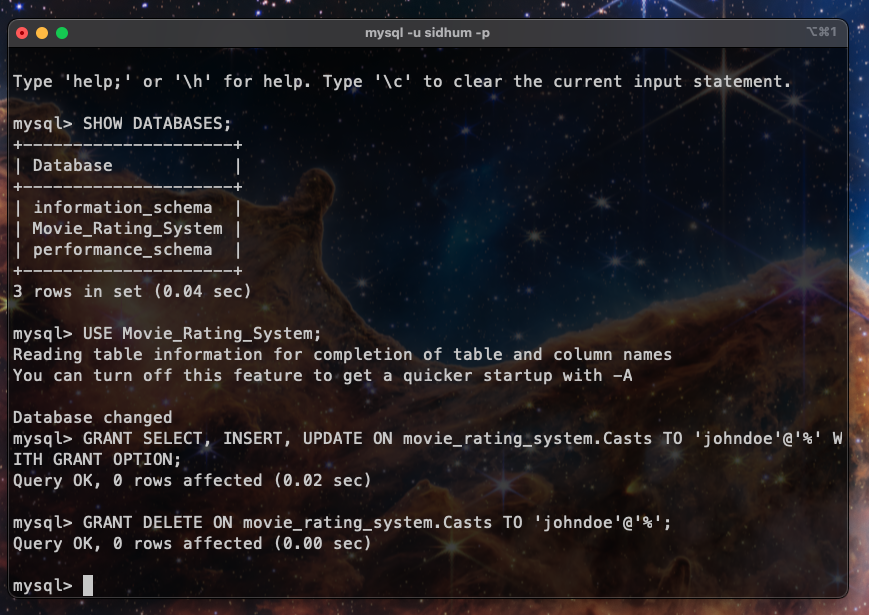 mysql -u sidhum -p
⌥⌘1
Type 'help;' or '\h' for help. Type '\c' to clear the current input statement.
mysql> SHOW DATABASES;
+--------------------+
| Database           |
+--------------------+
| information_schema |
| Movie_Rating_System |
| performance_schema |
+--------------------+
3 rows in set (0.04 sec)
mysql> USE Movie_Rating_System;
Reading table information for completion of table and column names
You can turn off this feature to get a quicker startup with -A
Database changed
mysql> GRANT SELECT, INSERT, UPDATE ON movie_rating_system.Casts TO 'johndoe'@'%' W
ITH GRANT OPTION;
Query OK, 0 rows affected (0.02 sec)
mysql> GRANT DELETE ON movie_rating_system.Casts TO 'johndoe'@'%';
Query OK, 0 rows affected (0.00 sec)
mysql>